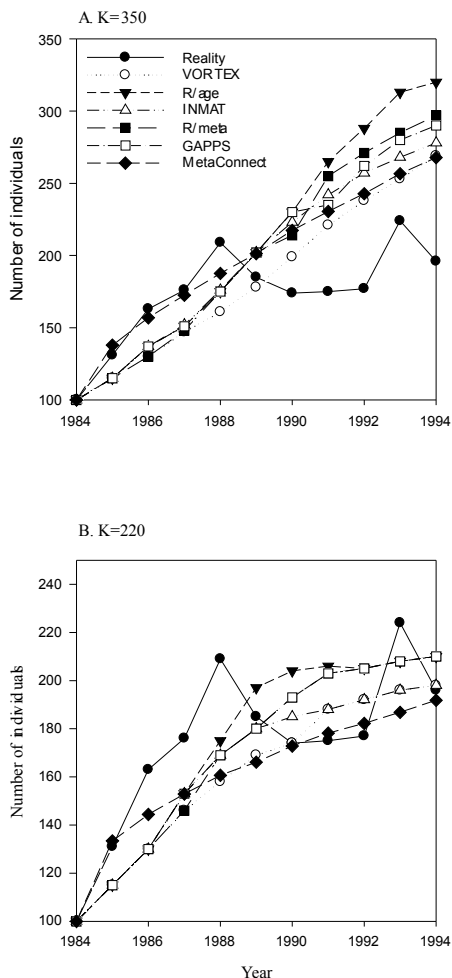 A. K=350
350
300
250
200
150
100
Number of individuals
Reality
VORTEX
R/age
INMAT
R/meta
GAPPS
MetaConnect
1984 1986 1988 1990 1992 1994
B. K=220
240
220
200
180
160
140
120
100
Number of individuals
1984 1986 1988 1990 1992 1994
Year